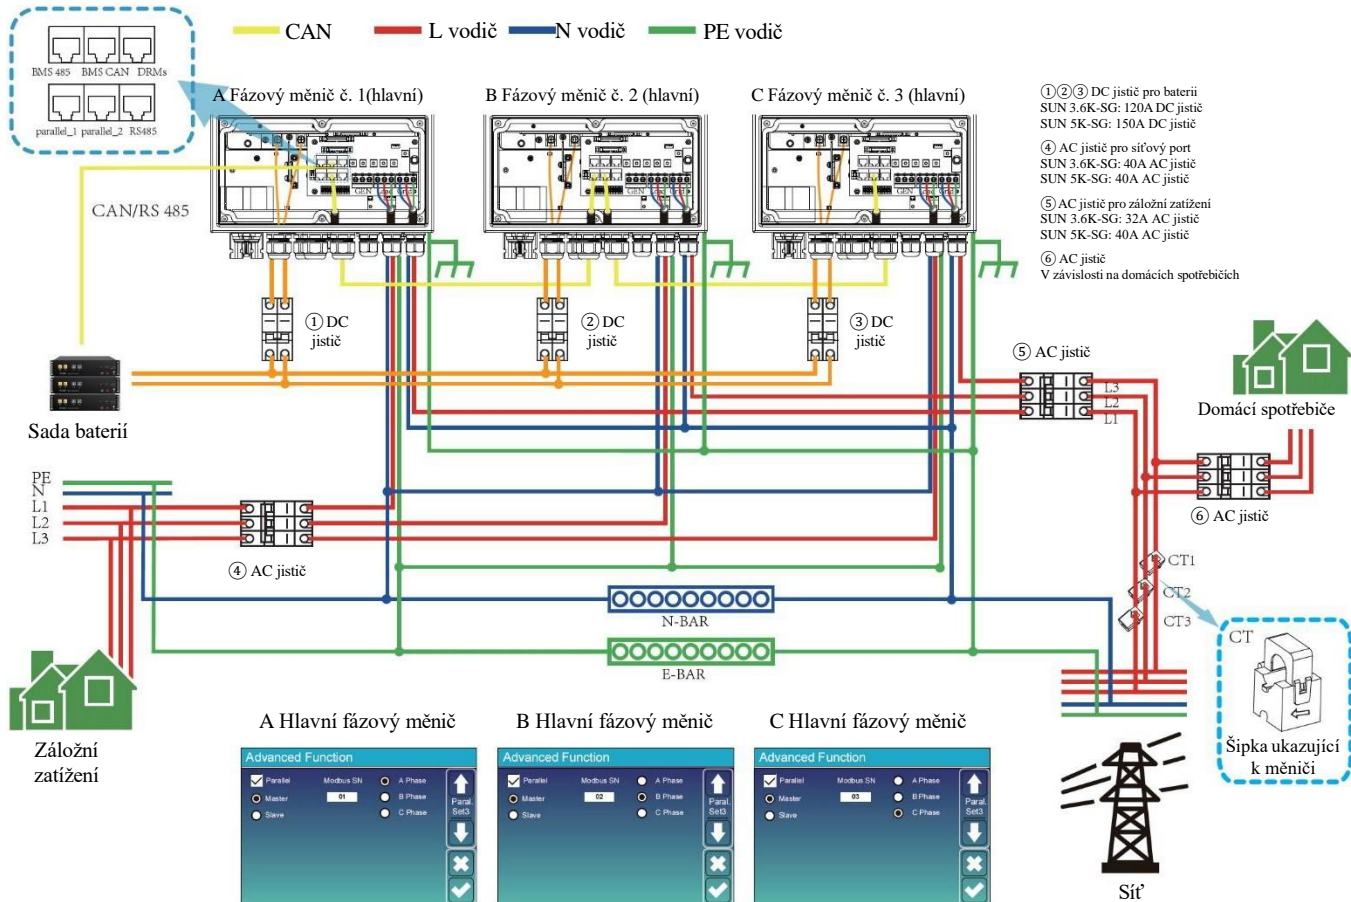 CAN
L vodič
N vodič
PE vodič
BMS 485 BMS CAN DRMs
parallel_1 parallel_2 RS485
A Fázový měnič č. 1(hlavní)
B Fázový měnič č. 2 (hlavní)
C Fázový měnič č. 3 (hlavní)
①②③ DC jistič pro baterii
SUN 3.6K-SG: 120A DC jistič
SUN 5K-SG: 150A DC jistič
④ AC jistič pro síťový port
SUN 3.6K-SG: 40A AC jistič
SUN 5K-SG: 40A AC jistič
⑤ AC jistič pro záložní zatížení
SUN 3.6K-SG: 32A AC jistič
SUN 5K-SG: 40A AC jistič
⑥ AC jistič
V závislosti na domácích spotřebičích
GEN
GEN
GEN
CAN/RS 485
① DC
jistič
② DC
jistič
③ DC
jistič
⑤ AC jistič
L3
L2
L1
Domácí spotřebiče
Sada baterií
⑥ AC jistič
PE
N
L1
L2
L3
④ AC jistič
CT1
CT2
CT3
N-BAR
E-BAR
CT
Šipka ukazující
k měničí
Záložní
zatížení
A Hlavní fázový měnič
B Hlavní fázový měnič
C Hlavní fázový měnič
Advanced Function
Parallel Modbus SN A Phase
Master 01 B Phase
Slave C Phase
Paral.
Set3
Advanced Function
Parallel Modbus SN A Phase
Master 02 B Phase
Slave C Phase
Paral.
Set3
Advanced Function
Parallel Modbus SN A Phase
Master 03 B Phase
Slave C Phase
Paral.
Set3
Síť